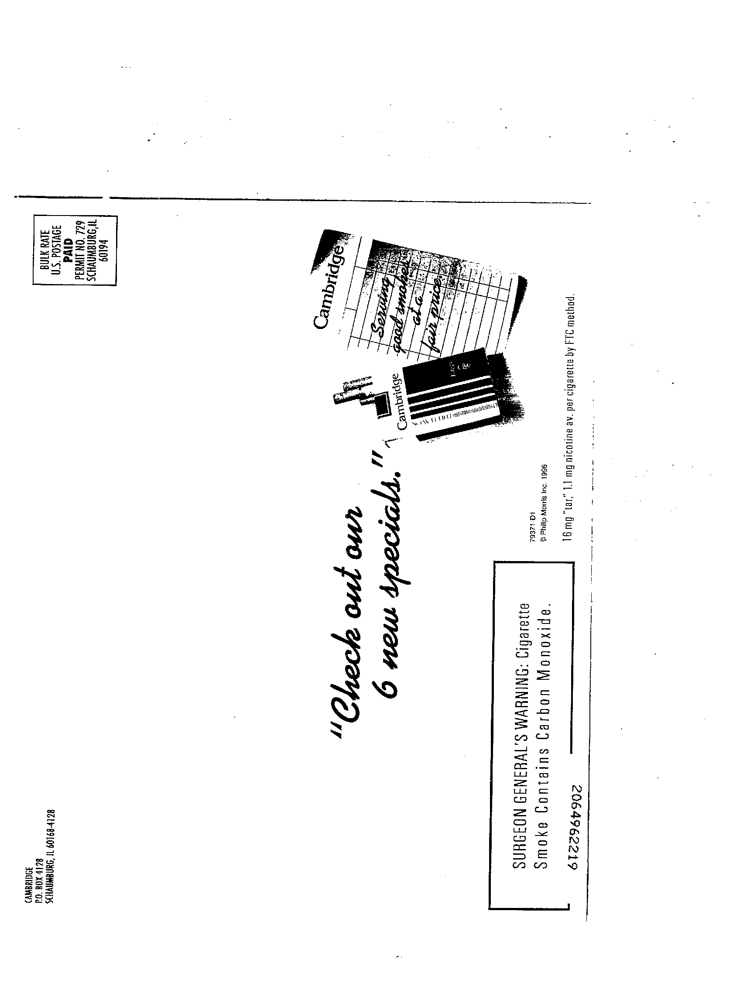 CAMBRIDGE
P.O. BOX 4128
SCHAUMBURG, IL 60168-4128
BULK RATE
U.S. POSTAGE
PAID
PERMIT NO. 729
SCHAUMBURG, IL
60194
"Check out our
6 new specials."
Cambridge
Serving
good smokes
at a
fair price.
Cambridge
SURGEON GENERAL'S WARNING: Cigarette
Smoke Contains Carbon Monoxide.
79371 D1
© Philip Morris Inc. 1995
16 mg "tar," 1.1 mg nicotine av. per cigarette by FTC method.
2064962219